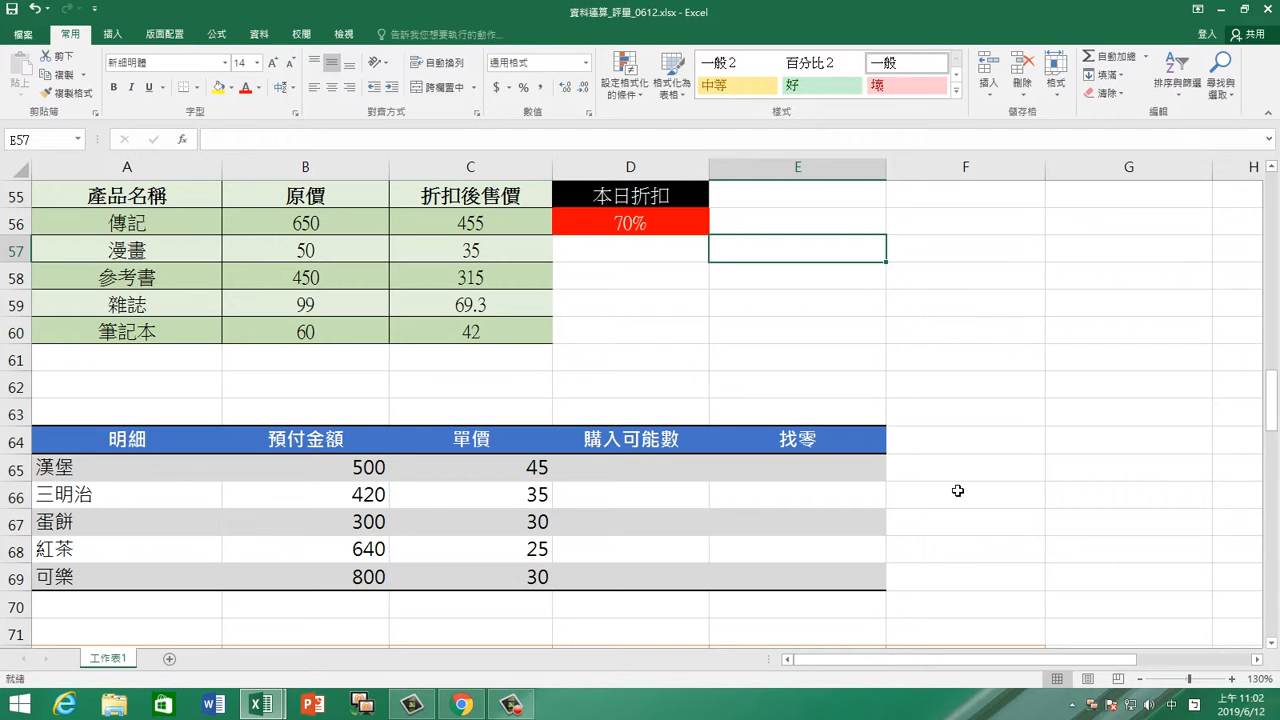 資料運算_評量_0612.xlsx - Excel
檔案 常用 插入 版面配置 公式 資料 校閱 檢視 告訴我您想要執行的動作... 登入 共用
貼上 剪下 複製 複製格式 剪貼簿
新細明體 14 字型
自動換列 跨欄置中 對齊方式
通用格式 數值
設定格式化的條件 格式化為表格 一般 2 百分比 2 一般 中等 好 壞 樣式
插入 刪除 格式 儲存格
自動加總 填滿 清除 排序與篩選 尋找與選取 編輯
E57 fx
A B C D E F G H
55 產品名稱 原價 折扣後售價 本日折扣
56 傳記 650 455 70%
57 漫畫 50 35
58 參考書 450 315
59 雜誌 99 69.3
60 筆記本 60 42
61
62
63
64 明細 預付金額 單價 購入可能數 找零
65 漢堡 500 45
66 三明治 420 35
67 蛋餅 300 30
68 紅茶 640 25
69 可樂 800 30
70
71
工作表1
就緒 130%
上午 11:02
2019/6/12